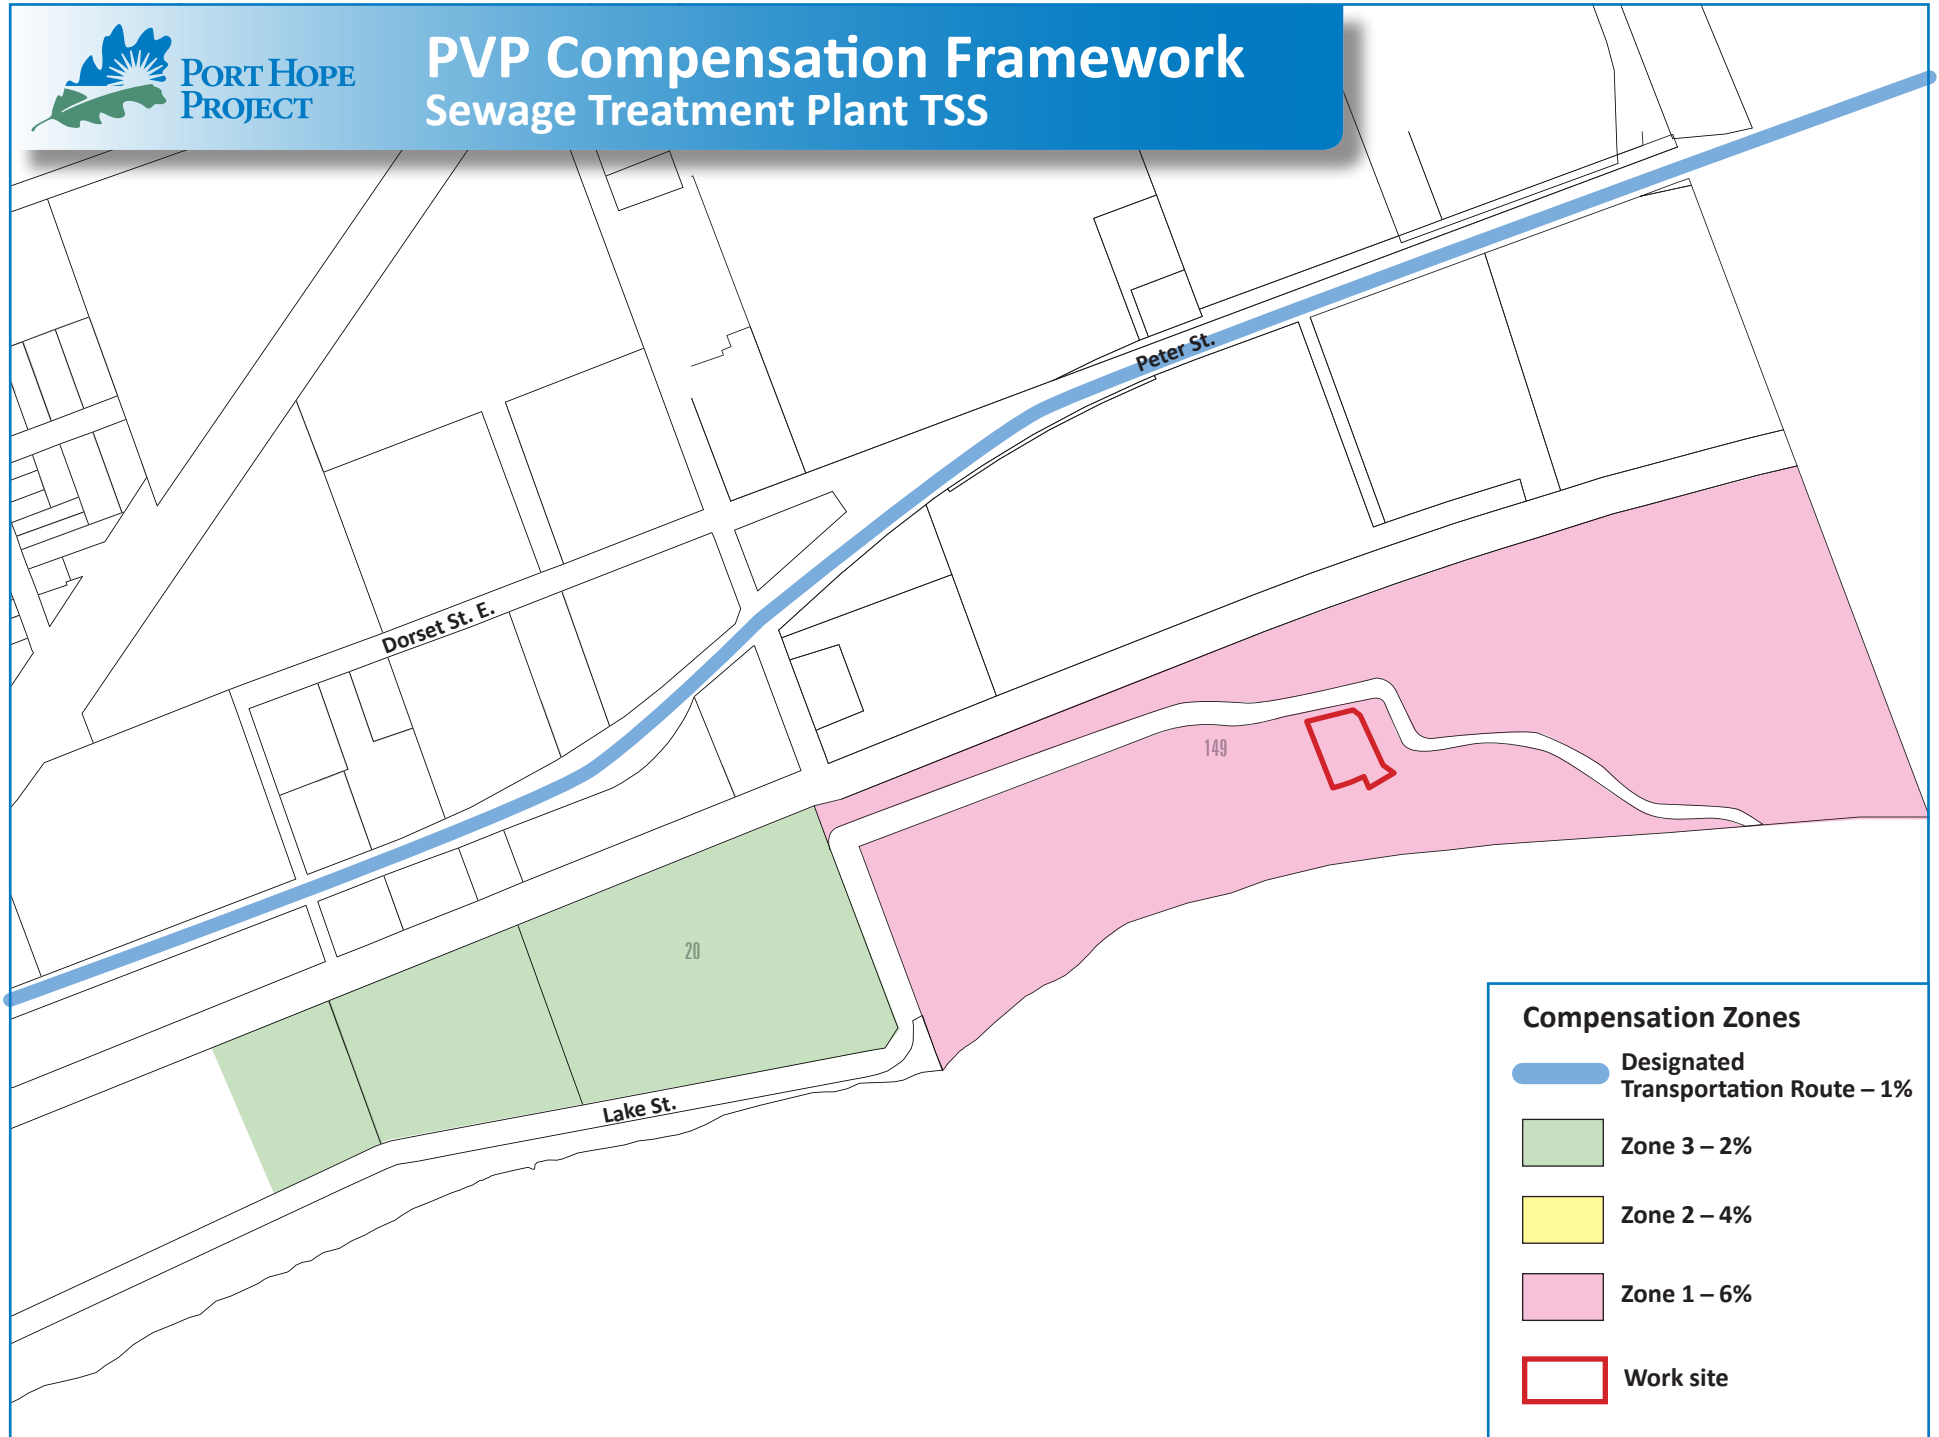 PORT HOPE
PROJECT
PVP Compensation Framework
Sewage Treatment Plant TSS
Peter St.
Dorset St. E.
149
20
Lake St.
Compensation Zones
Designated
Transportation Route – 1%
Zone 3 – 2%
Zone 2 – 4%
Zone 1 – 6%
Work site